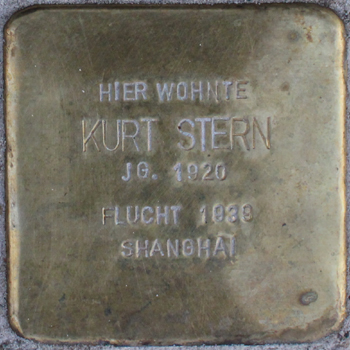 HIER WOHNTE
KURT STERN
JG. 1920
FLUCHT 1939
SHANGHAI